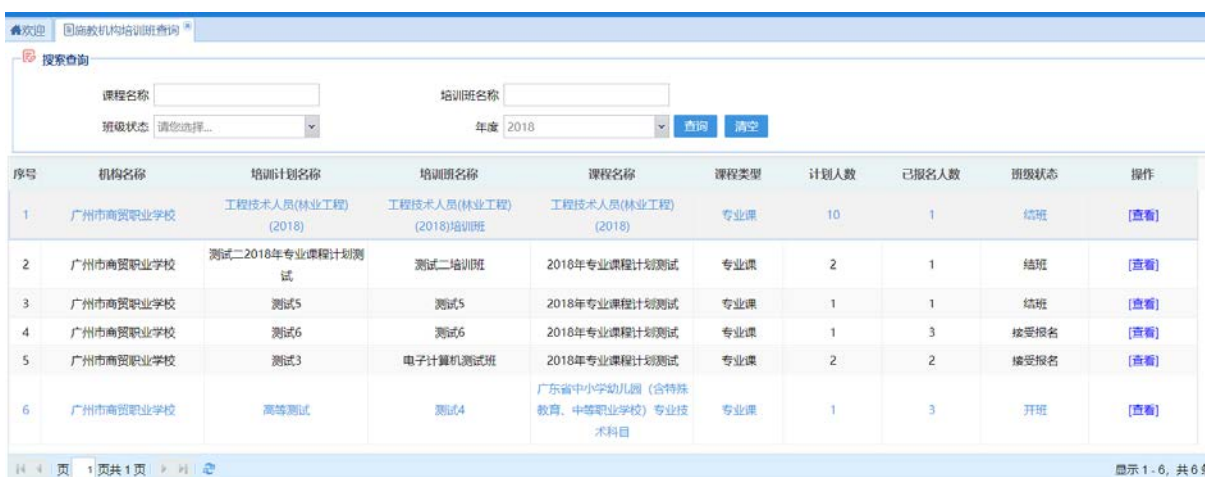 欢迎 施教机构培训班查询
搜索查询
课程名称 培训班名称
班级状态 请您选择... 年度 2018 查询 清空
序号 机构名称 培训计划名称 培训班名称 课程名称 课程类型 计划人数 已报名人数 班级状态 操作
1 广州市商贸职业学校 工程技术人员(林业工程) 工程技术人员(林业工程) 工程技术人员(林业工程) 专业课 10 1 结班 [查看]
(2018) (2018)培训班 (2018)
2 广州市商贸职业学校 测试二2018年专业课程计划测 测试二培训班 2018年专业课程计划测试 专业课 2 1 结班 [查看]
试
3 广州市商贸职业学校 测试5 测试5 2018年专业课程计划测试 专业课 1 1 结班 [查看]
4 广州市商贸职业学校 测试6 测试6 2018年专业课程计划测试 专业课 1 3 接受报名 [查看]
5 广州市商贸职业学校 测试3 电子计算机测试班 2018年专业课程计划测试 专业课 2 2 接受报名 [查看]
广东省中小学幼儿园（含特殊
6 广州市商贸职业学校 高等测试 测试4 教育、中等职业学校）专业技 专业课 1 3 开班 [查看]
术科目
页 1 页共 1 页 显示 1 - 6, 共 6 条